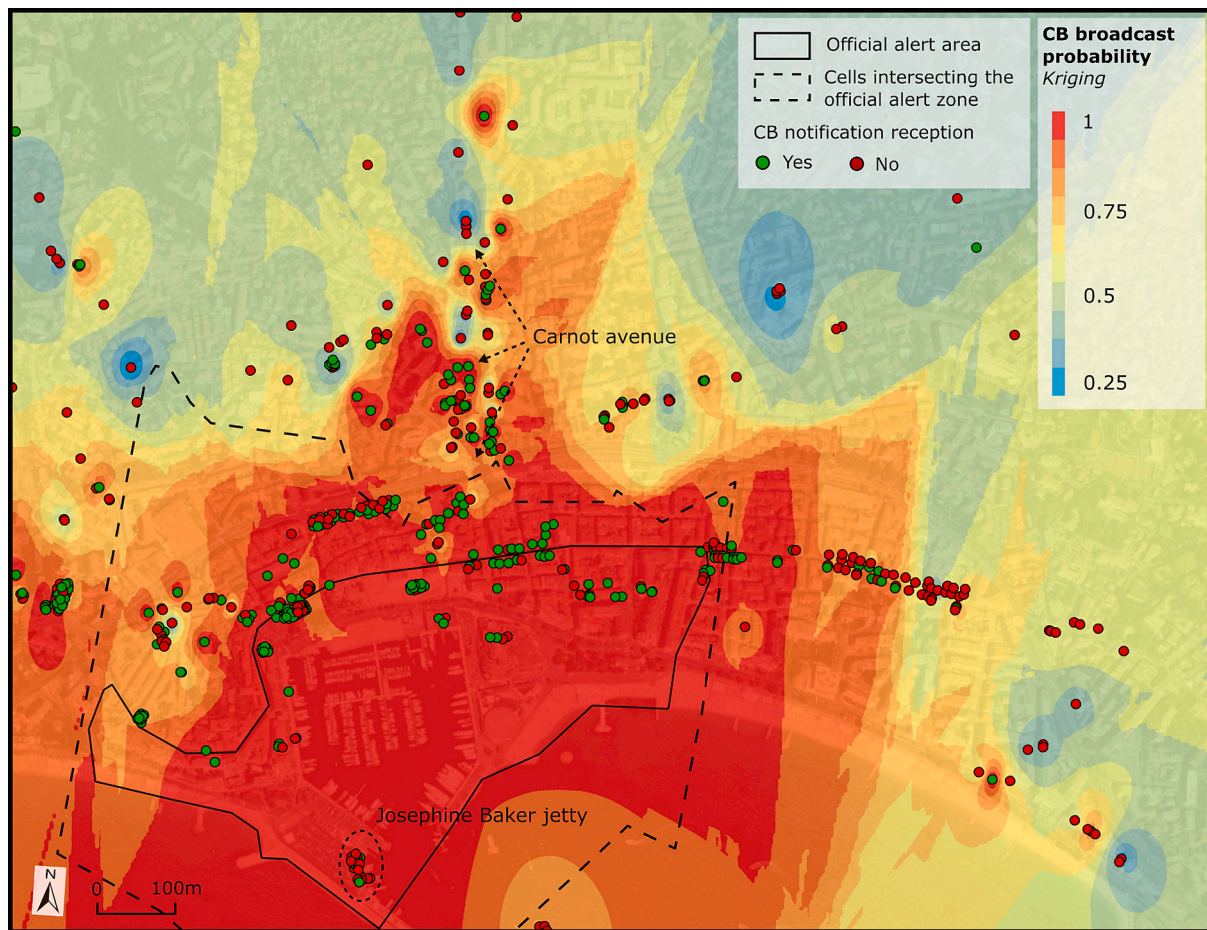 Official alert area
Cells intersecting the
official alert zone
CB notification reception
Yes
No
CB broadcast
probability
Kriging
1
0.75
0.5
0.25
Carnot avenue
Josephine Baker jetty
N
0
100m